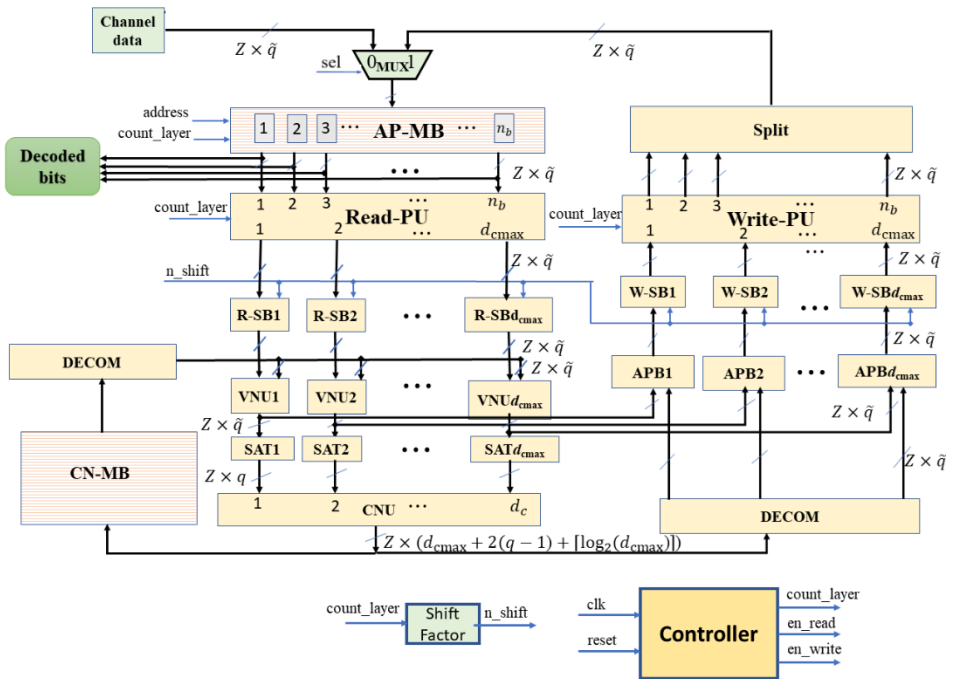 Channel
data
Z × q̃
Z × q̃
sel
0 MUX 1
address
count_layer
1 2 3 ··· AP-MB ··· n_b
Split
Decoded
bits
··· Z × q̃
Z × q̃
count_layer
1 2 3 ··· n_b
Read-PU
1 2 ··· d_cmax
count_layer
1 2 3 ··· n_b
Write-PU
1 2 ··· d_cmax
Z × q̃
Z × q̃
n_shift
R-SB1 R-SB2 ··· R-SBd_cmax
W-SB1 W-SB2 ··· W-SBd_cmax
Z × q̃
Z × q̃
DECOM
Z × q̃
VNU1 VNU2 ··· VNUd_cmax
APB1 APB2 ··· APBd_cmax
Z × q̃
Z × q̃
SAT1 SAT2 ··· SATd_cmax
CN-MB
Z × q
Z × q̃
1 2 ··· d_c
CNU
DECOM
Z × (d_cmax + 2(q − 1) + ⌈log₂(d_cmax)⌉)
count_layer
Shift
Factor
n_shift
clk
reset
Controller
count_layer
en_read
en_write